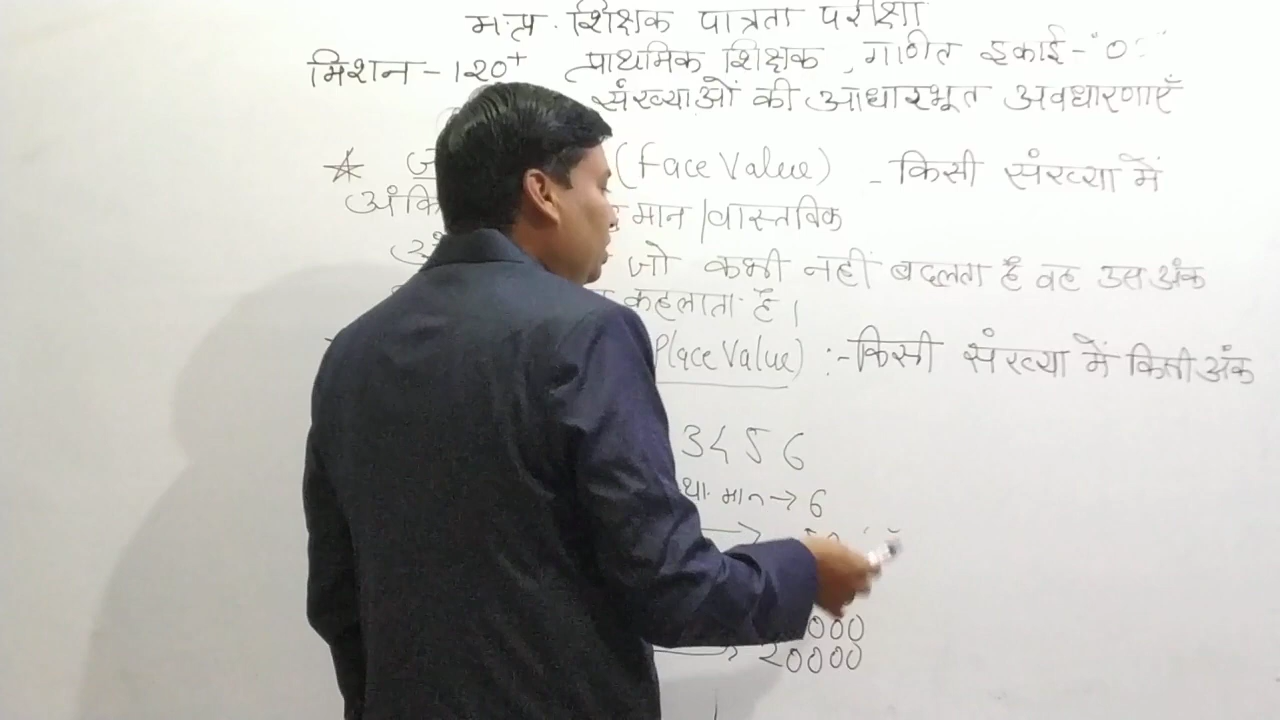 म.प्र. शिक्षक पात्रता परीक्षा
मिशन - 120+ प्राथमिक शिक्षक, गणित इकाई -
संख्याओं की आधारभूत अवधारणाएँ
(Face Value) - किसी संख्या में
मान/वास्तविक
जो कभी नहीं बदलता है वह उस अंक
कहलाता है।
Place Value) :- किसी संख्या में किसी अंक
3456
मान → 6
000
20000